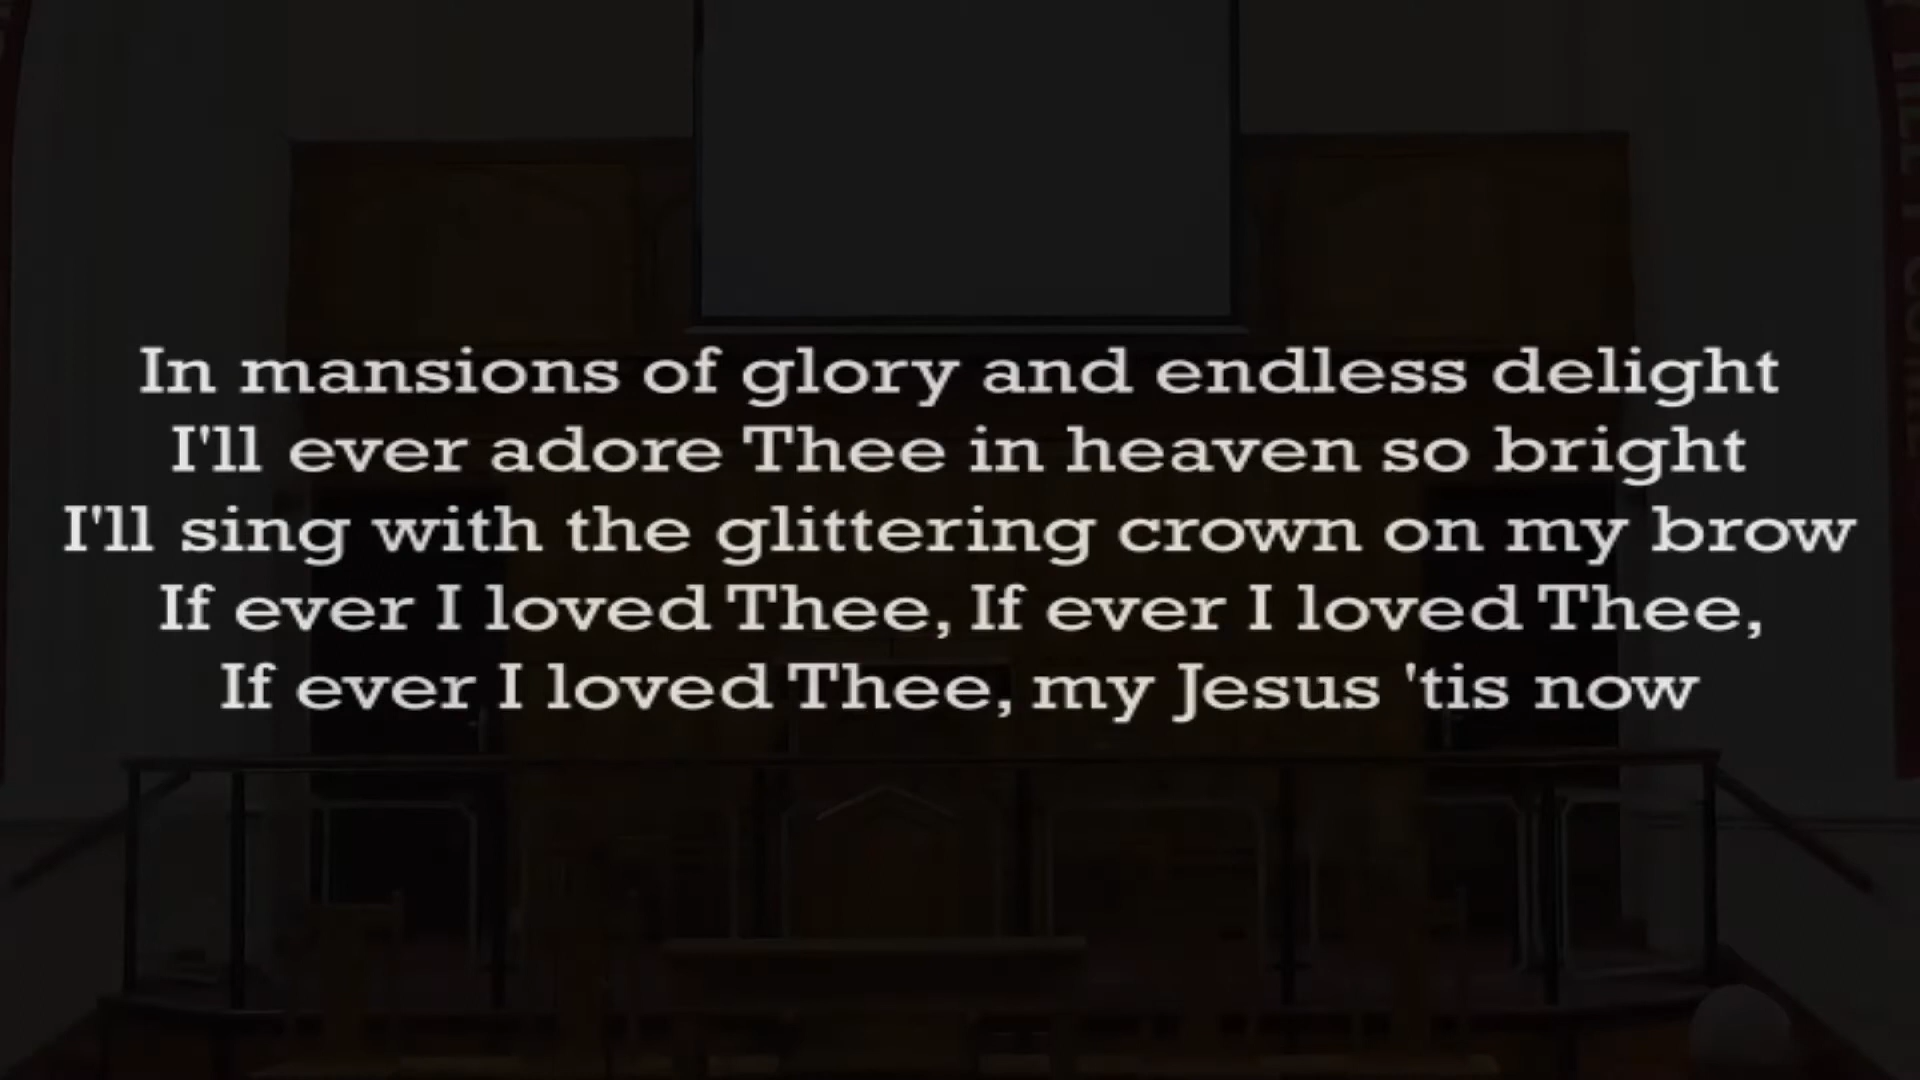 In mansions of glory and endless delight
I'll ever adore Thee in heaven so bright
I'll sing with the glittering crown on my brow
If ever I loved Thee, If ever I loved Thee,
If ever I loved Thee, my Jesus 'tis now